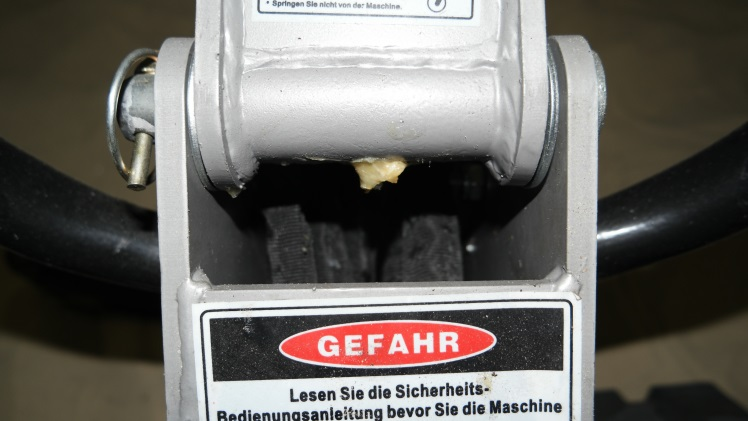 • Springen Sie nicht von der Maschine.
GEFAHR
Lesen Sie die Sicherheits-
Bedienungsanleitung bevor Sie die Maschine